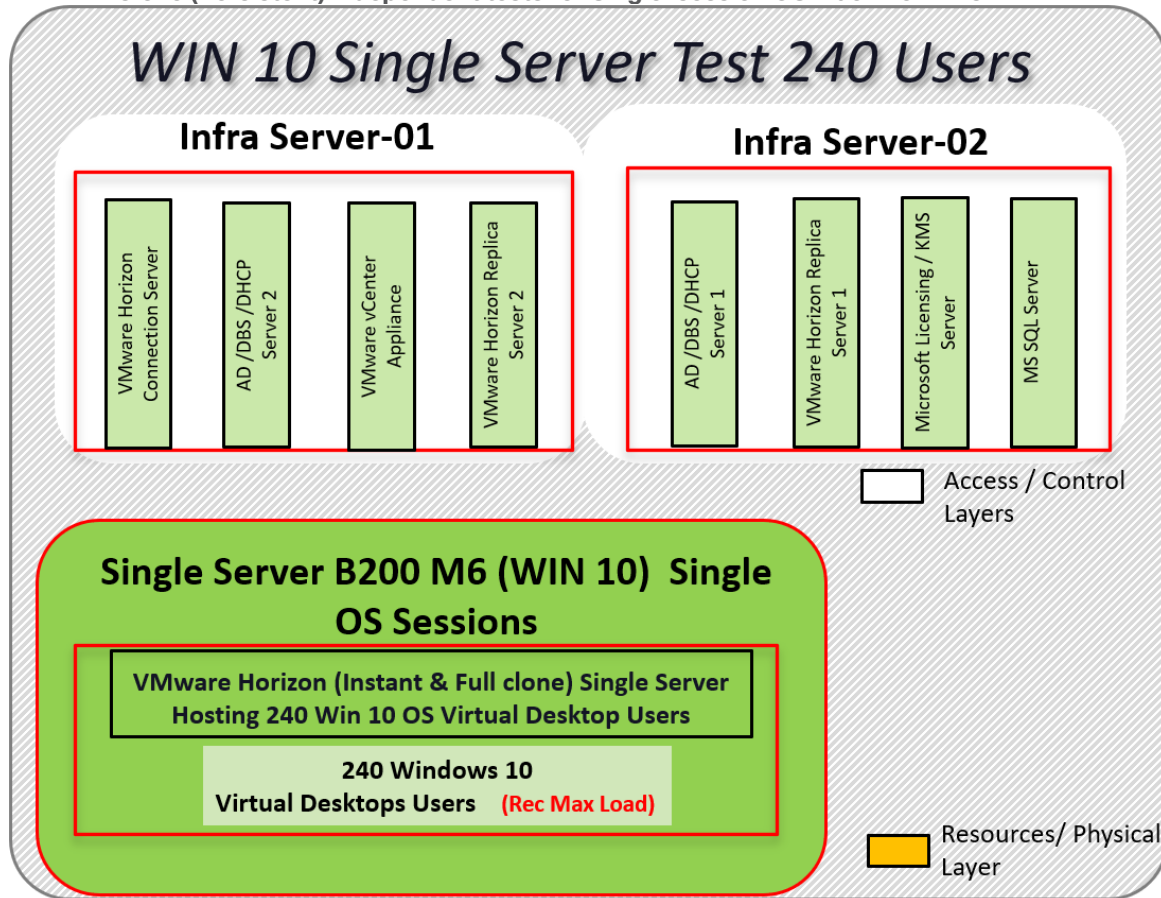 WIN 10 Single Server Test 240 Users
Infra Server-01
VMware Horizon
Connection Server
AD /DBS /DHCP
Server 2
VMware vCenter
Appliance
VMware Horizon Replica
Server 2
Infra Server-02
AD /DBS /DHCP
Server 1
VMware Horizon Replica
Server 1
Microsoft Licensing / KMS
Server
MS SQL Server
Access / Control
Layers
Single Server B200 M6 (WIN 10) Single
OS Sessions
VMware Horizon (Instant & Full clone) Single Server
Hosting 240 Win 10 OS Virtual Desktop Users
240 Windows 10
Virtual Desktops Users (Rec Max Load)
Resources/ Physical
Layer